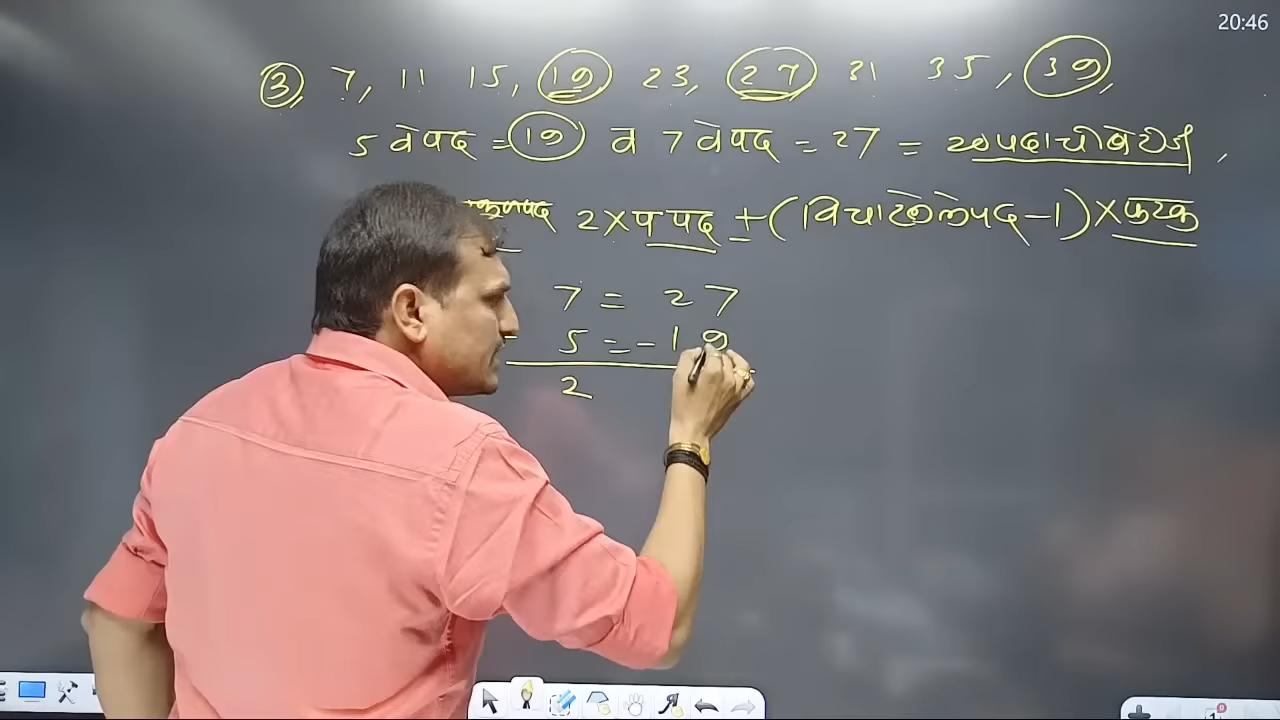 20:46
③, 7, 11 15, 19 23, 27 31 35, 39,
5 वे पद = 19 व 7 वे पद = 27 = 20 पदाची बेरीज,
2 × प पद + (विचारलेले पद - 1) × फरक
7 = 27
- 5 = - 19
2